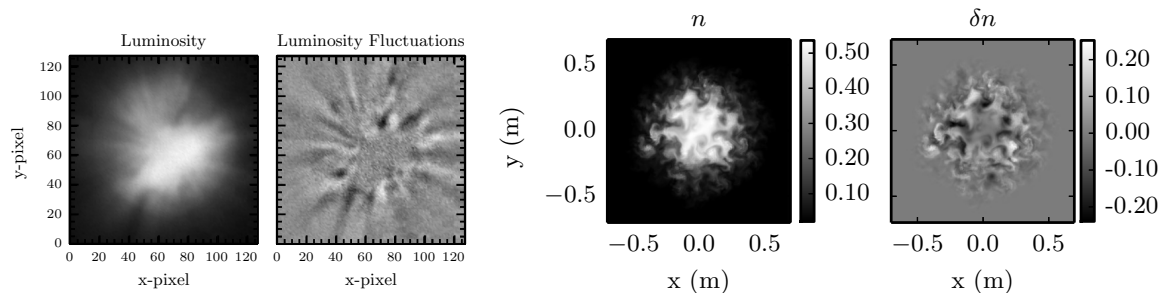 Luminosity
Luminosity Fluctuations
y-pixel
120
100
80
60
40
20
0
0 20 40 60 80 100 120
x-pixel
0 20 40 60 80 100 120
x-pixel
n
δn
y (m)
0.5
0.0
−0.5
−0.5 0.0 0.5
x (m)
0.50
0.40
0.30
0.20
0.10
−0.5 0.0 0.5
x (m)
0.20
0.10
0.00
-0.10
-0.20